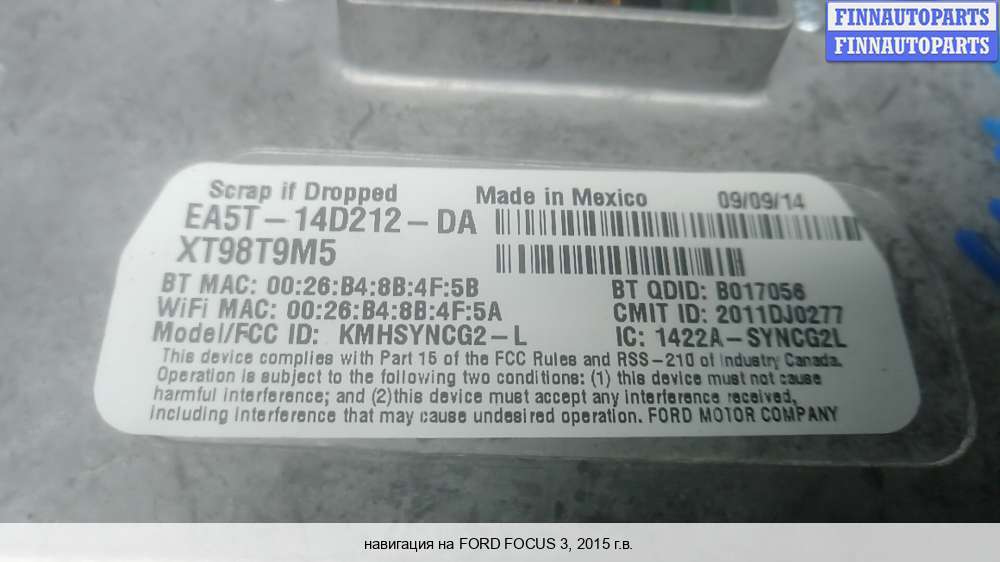 FINNAUTOPARTS
FINNAUTOPARTS
Scrap if Dropped Made in Mexico 09/09/14
EA5T-14D212-DA
XT98T9M5
BT MAC: 00:26:B4:8B:4F:5B BT QDID: B017056
WiFi MAC: 00:26:B4:8B:4F:5A CMIT ID: 2011DJ0277
Model/FCC ID: KMHSYNCG2-L IC: 1422A-SYNCG2L
This device complies with Part 15 of the FCC Rules and RSS-210 of Industry Canada.
Operation is subject to the following two conditions: (1) this device must not cause
harmful interference; and (2)this device must accept any interference received,
including interference that may cause undesired operation. FORD MOTOR COMPANY
навигация на FORD FOCUS 3, 2015 г.в.